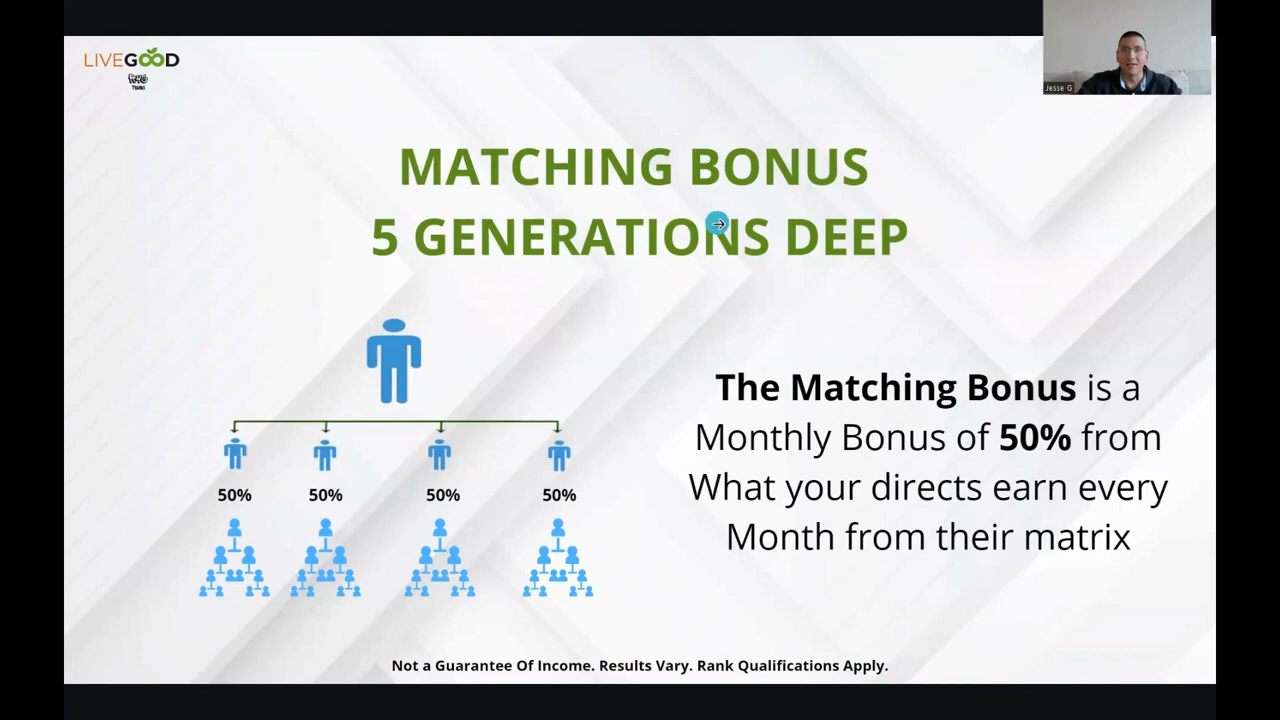 LIVEGOOD
TEAM
Jesse G
MATCHING BONUS
5 GENERATIONS DEEP
50%
50%
50%
50%
The Matching Bonus is a
Monthly Bonus of 50% from
What your directs earn every
Month from their matrix
Not a Guarantee Of Income. Results Vary. Rank Qualifications Apply.